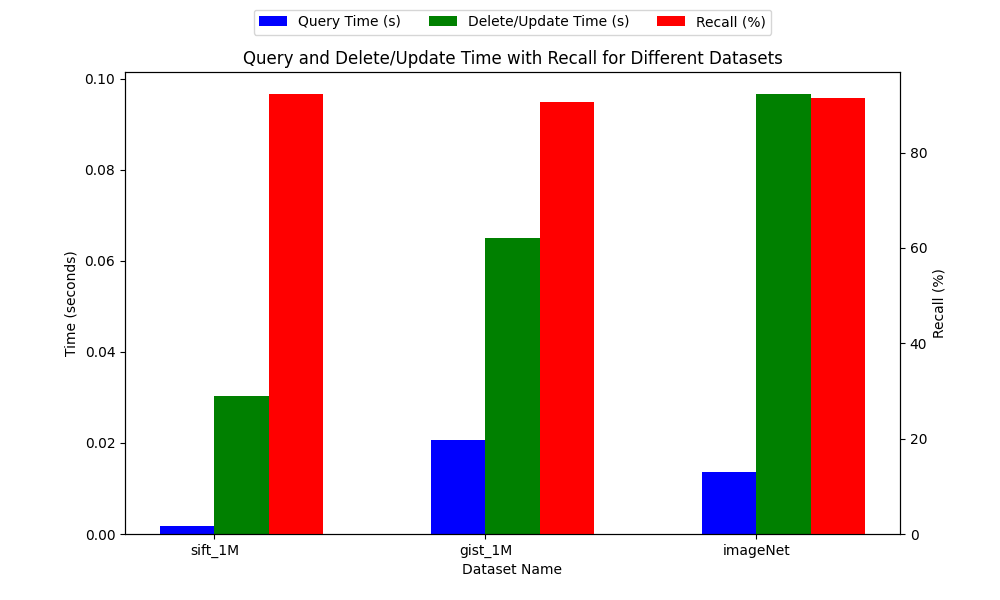 Query Time (s) Delete/Update Time (s) Recall (%)
Query and Delete/Update Time with Recall for Different Datasets
0.10
0.08
0.06
0.04
0.02
0.00
Time (seconds)
80
60
40
20
0
Recall (%)
sift_1M gist_1M imageNet
Dataset Name